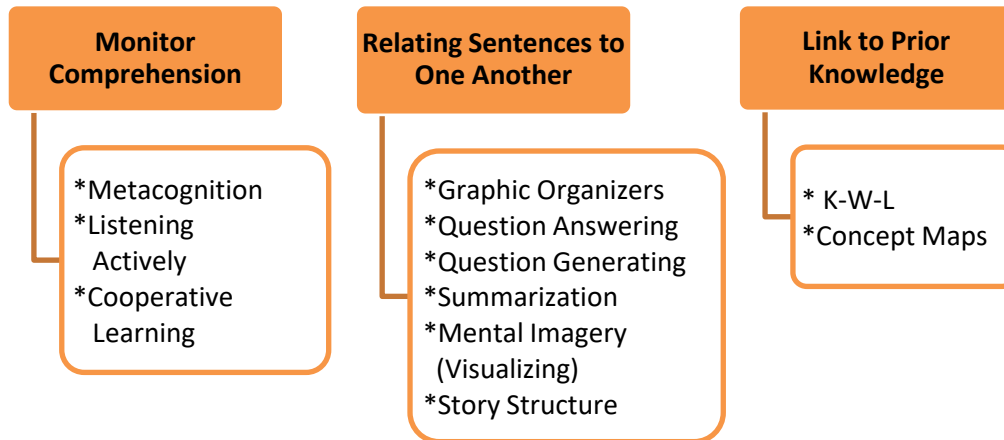 Monitor
Comprehension
*Metacognition
*Listening
Actively
*Cooperative
Learning
Relating Sentences to
One Another
*Graphic Organizers
*Question Answering
*Question Generating
*Summarization
*Mental Imagery
(Visualizing)
*Story Structure
Link to Prior
Knowledge
* K-W-L
*Concept Maps